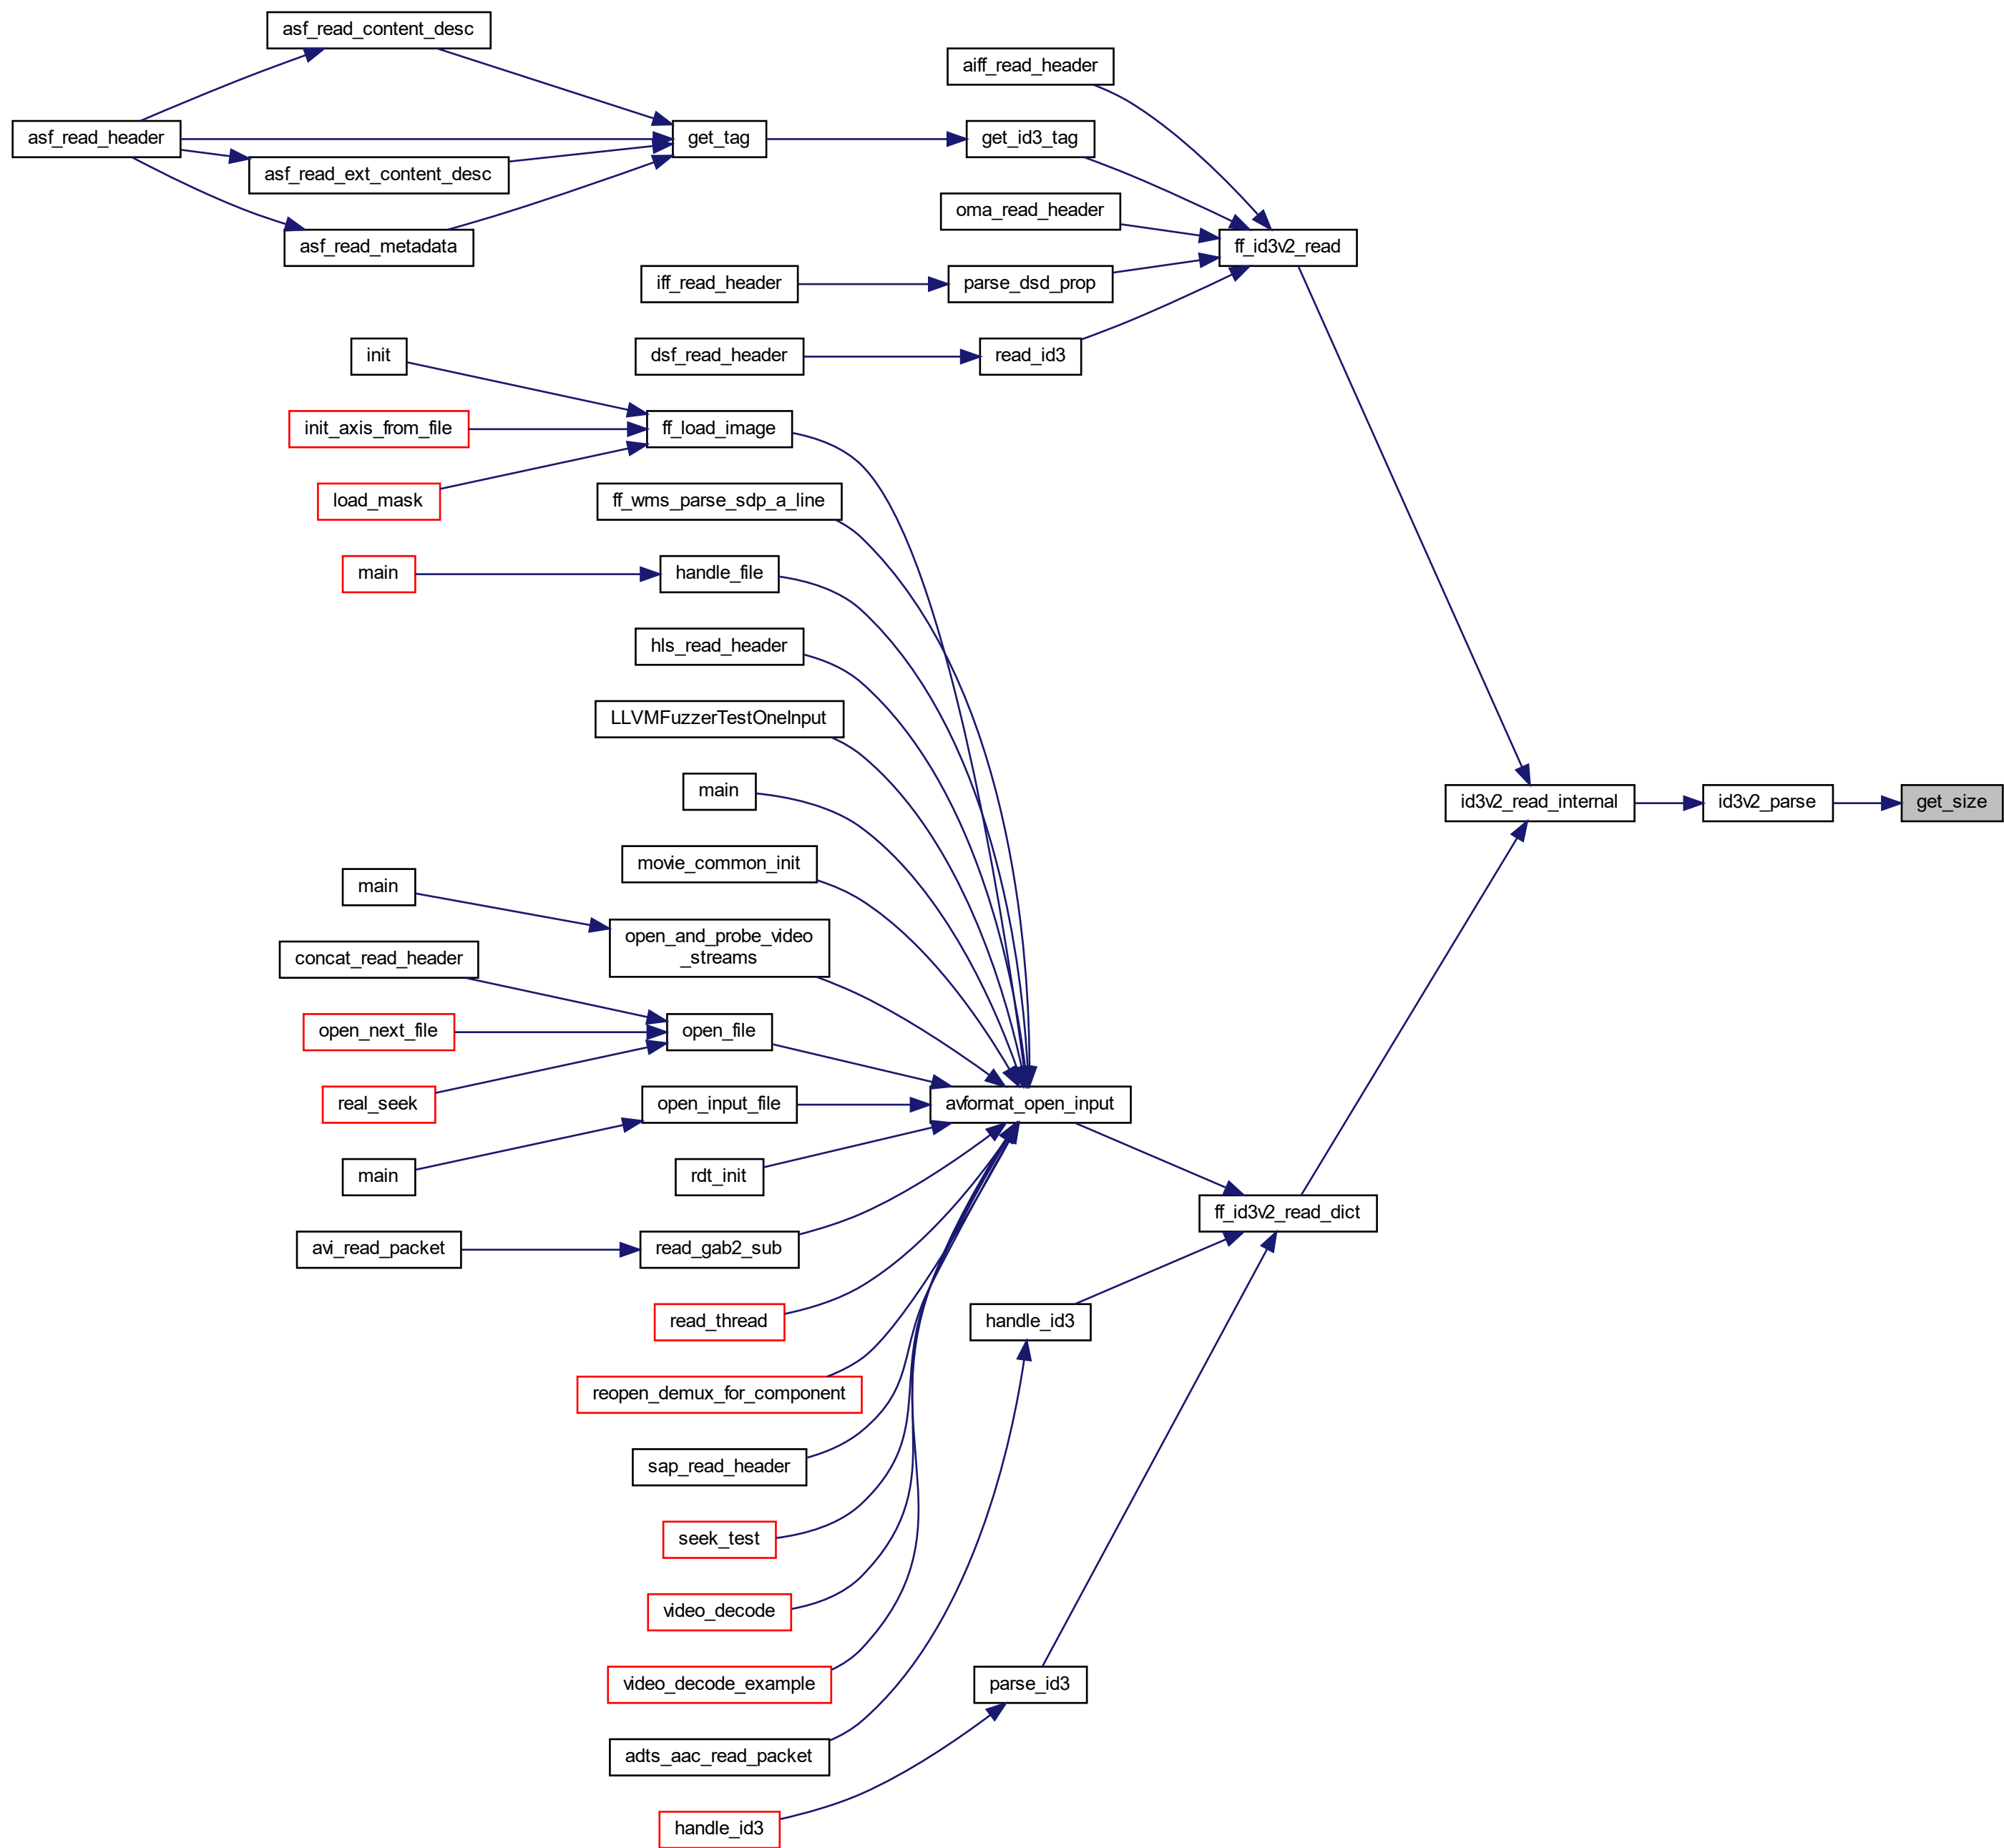 asf_read_content_desc
aiff_read_header
asf_read_header
get_tag
get_id3_tag
asf_read_ext_content_desc
oma_read_header
asf_read_metadata
ff_id3v2_read
iff_read_header
parse_dsd_prop
init
dsf_read_header
read_id3
init_axis_from_file
ff_load_image
load_mask
ff_wms_parse_sdp_a_line
main
handle_file
hls_read_header
LLVMFuzzerTestOneInput
main
id3v2_read_internal
id3v2_parse
get_size
movie_common_init
main
open_and_probe_video
_streams
concat_read_header
open_next_file
open_file
real_seek
open_input_file
avformat_open_input
main
rdt_init
ff_id3v2_read_dict
avi_read_packet
read_gab2_sub
read_thread
handle_id3
reopen_demux_for_component
sap_read_header
seek_test
video_decode
video_decode_example
parse_id3
adts_aac_read_packet
handle_id3